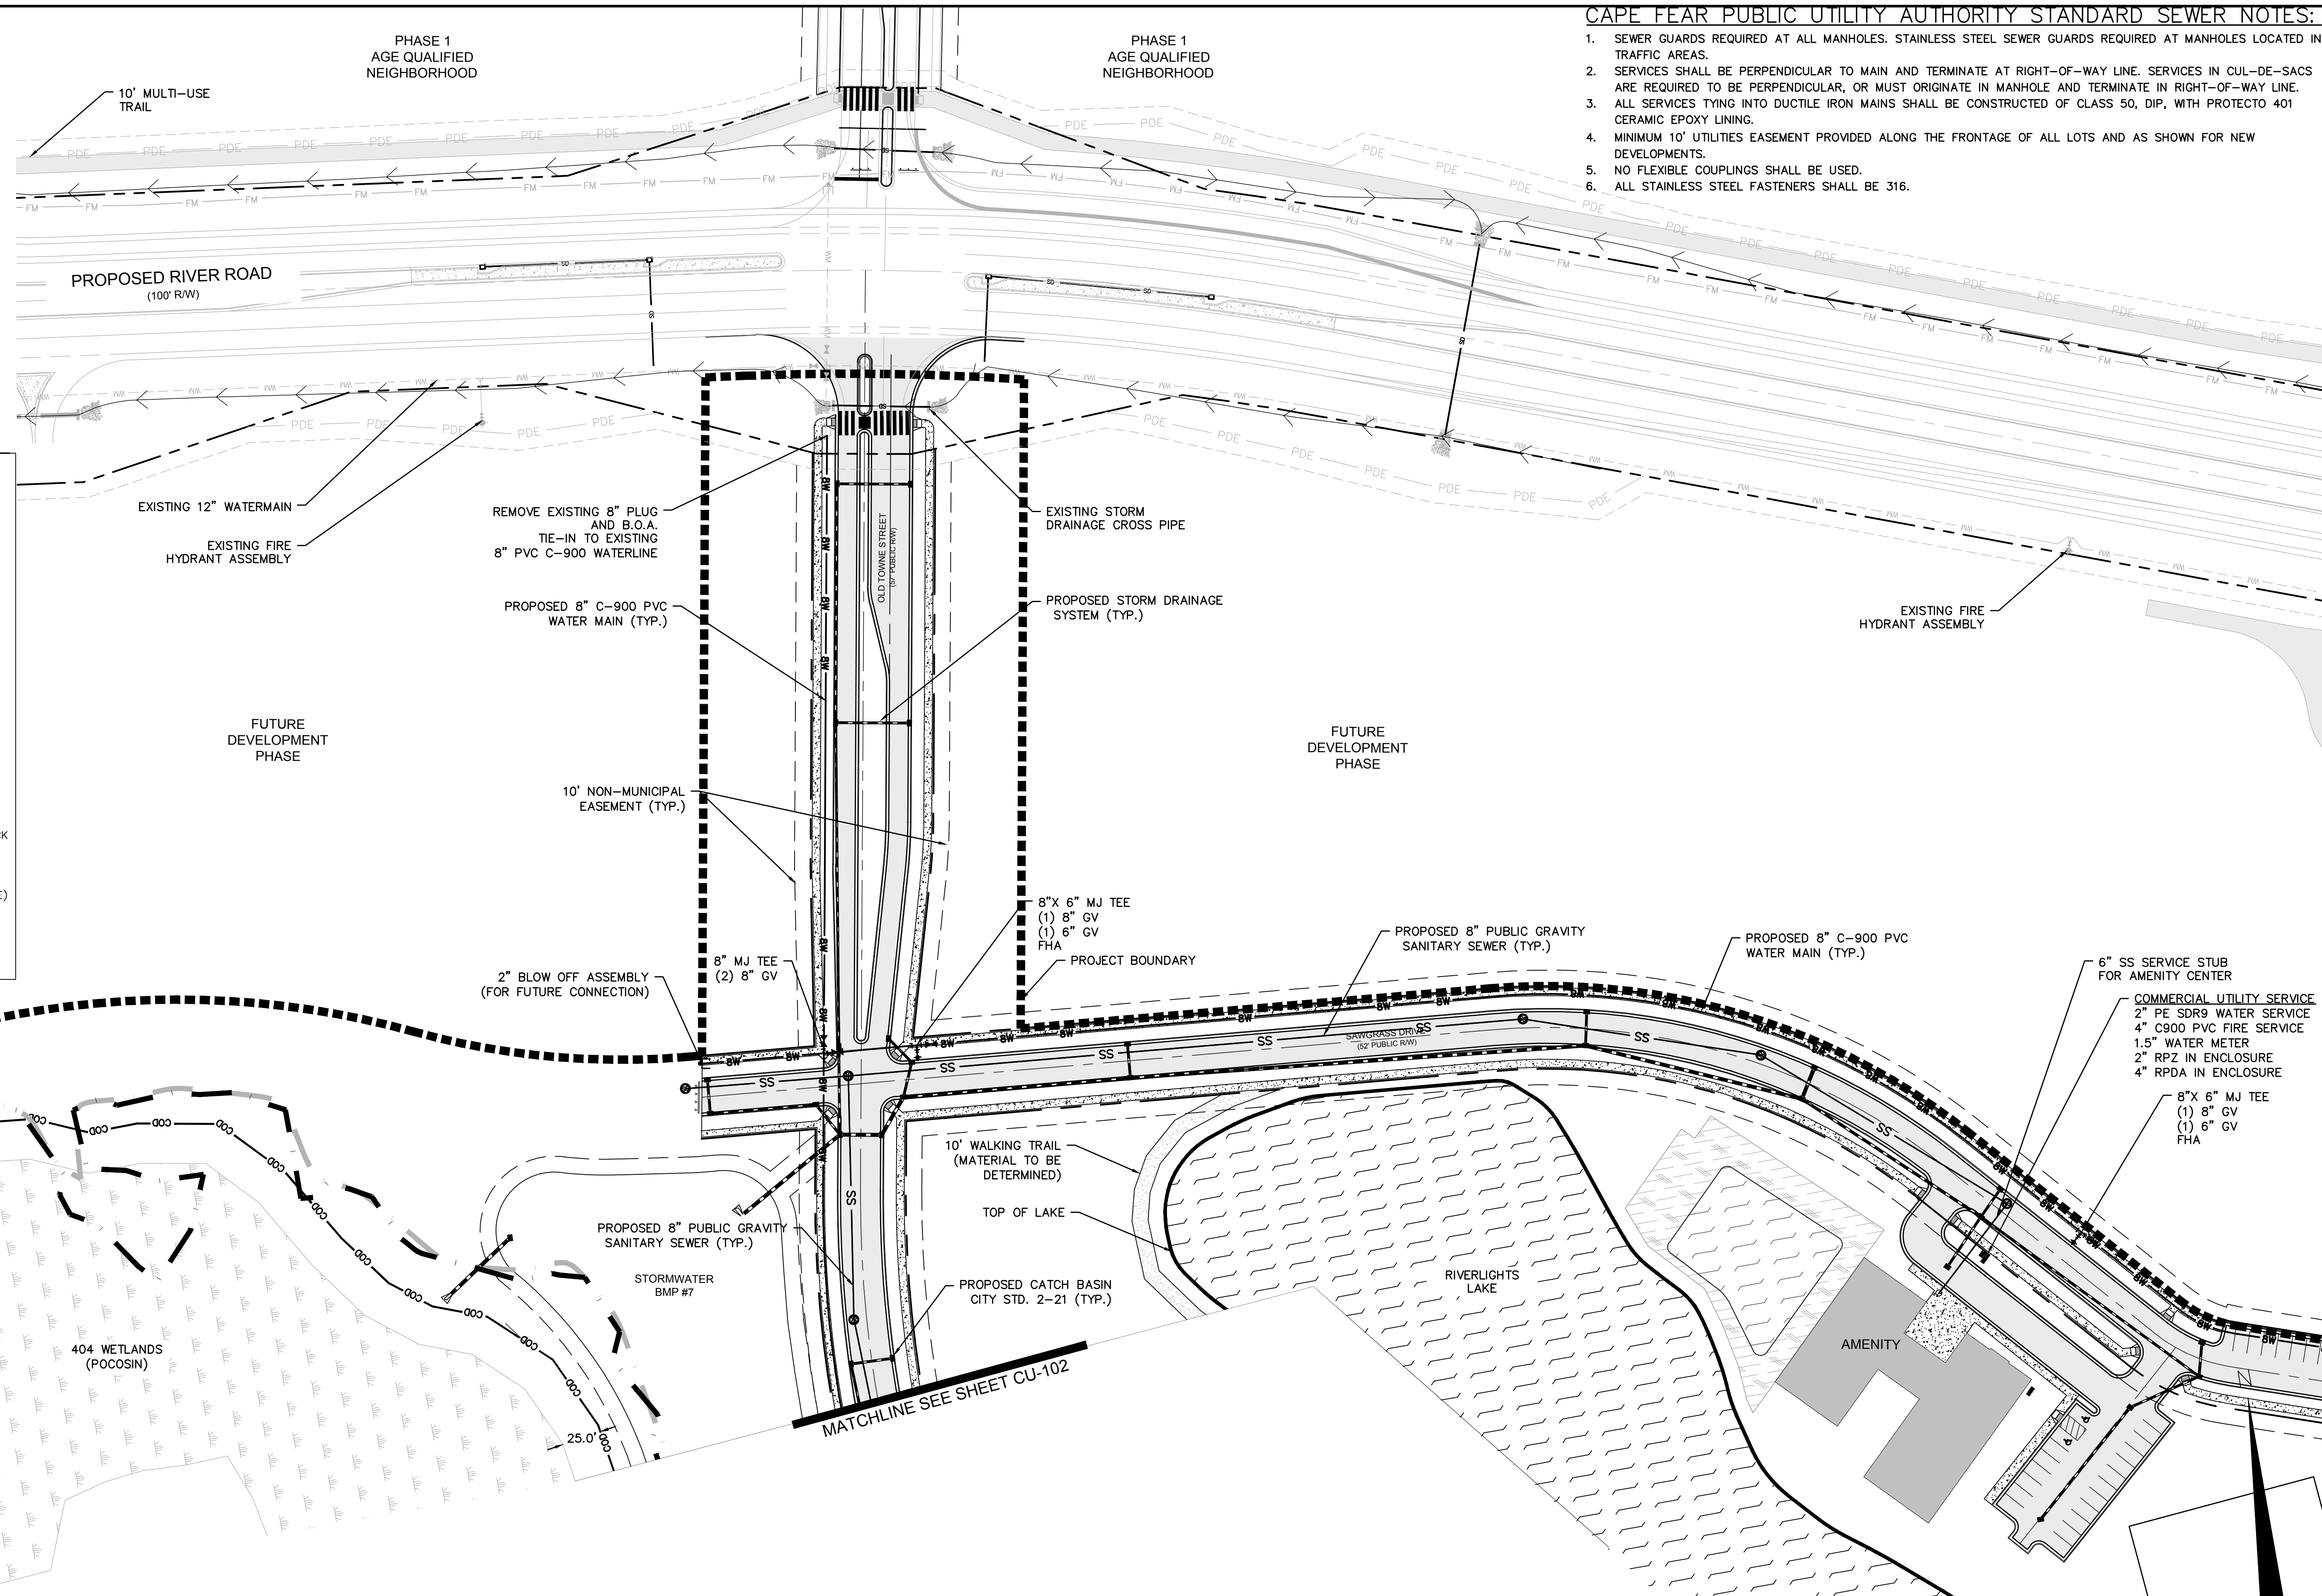 CAPE FEAR PUBLIC UTILITY AUTHORITY STANDARD SEWER NOTES:
1. SEWER GUARDS REQUIRED AT ALL MANHOLES. STAINLESS STEEL SEWER GUARDS REQUIRED AT MANHOLES LOCATED IN
TRAFFIC AREAS.
2. SERVICES SHALL BE PERPENDICULAR TO MAIN AND TERMINATE AT RIGHT-OF-WAY LINE. SERVICES IN CUL-DE-SACS
ARE REQUIRED TO BE PERPENDICULAR, OR MUST ORIGINATE IN MANHOLE AND TERMINATE IN RIGHT-OF-WAY LINE.
3. ALL SERVICES TYING INTO DUCTILE IRON MAINS SHALL BE CONSTRUCTED OF CLASS 50, DIP, WITH PROTECTO 401
CERAMIC EPOXY LINING.
4. MINIMUM 10' UTILITIES EASEMENT PROVIDED ALONG THE FRONTAGE OF ALL LOTS AND AS SHOWN FOR NEW
DEVELOPMENTS.
5. NO FLEXIBLE COUPLINGS SHALL BE USED.
6. ALL STAINLESS STEEL FASTENERS SHALL BE 316.
PHASE 1
AGE QUALIFIED
NEIGHBORHOOD
PHASE 1
AGE QUALIFIED
NEIGHBORHOOD
10' MULTI-USE
TRAIL
PROPOSED RIVER ROAD
(100' R/W)
EXISTING 12" WATERMAIN
EXISTING FIRE
HYDRANT ASSEMBLY
REMOVE EXISTING 8" PLUG
AND B.O.A.
TIE-IN TO EXISTING
8" PVC C-900 WATERLINE
PROPOSED 8" C-900 PVC
WATER MAIN (TYP.)
OLD TOWNE STREET
(57' PUBLIC R/W)
EXISTING STORM
DRAINAGE CROSS PIPE
PROPOSED STORM DRAINAGE
SYSTEM (TYP.)
EXISTING FIRE
HYDRANT ASSEMBLY
FUTURE
DEVELOPMENT
PHASE
FUTURE
DEVELOPMENT
PHASE
10' NON-MUNICIPAL
EASEMENT (TYP.)
8"X 6" MJ TEE
(1) 8" GV
(1) 6" GV
FHA
PROJECT BOUNDARY
8" MJ TEE
(2) 8" GV
2" BLOW OFF ASSEMBLY
(FOR FUTURE CONNECTION)
PROPOSED 8" PUBLIC GRAVITY
SANITARY SEWER (TYP.)
PROPOSED 8" C-900 PVC
WATER MAIN (TYP.)
6" SS SERVICE STUB
FOR AMENITY CENTER
COMMERCIAL UTILITY SERVICE
2" PE SDR9 WATER SERVICE
4" C900 PVC FIRE SERVICE
1.5" WATER METER
2" RPZ IN ENCLOSURE
4" RPDA IN ENCLOSURE
8"X 6" MJ TEE
(1) 8" GV
(1) 6" GV
FHA
SAWGRASS DRIVE
(52' PUBLIC R/W)
10' WALKING TRAIL
(MATERIAL TO BE
DETERMINED)
TOP OF LAKE
PROPOSED 8" PUBLIC GRAVITY
SANITARY SEWER (TYP.)
STORMWATER
BMP #7
PROPOSED CATCH BASIN
CITY STD. 2-21 (TYP.)
RIVERLIGHTS
LAKE
AMENITY
404 WETLANDS
(POCOSIN)
25.0'
MATCHLINE SEE SHEET CU-102